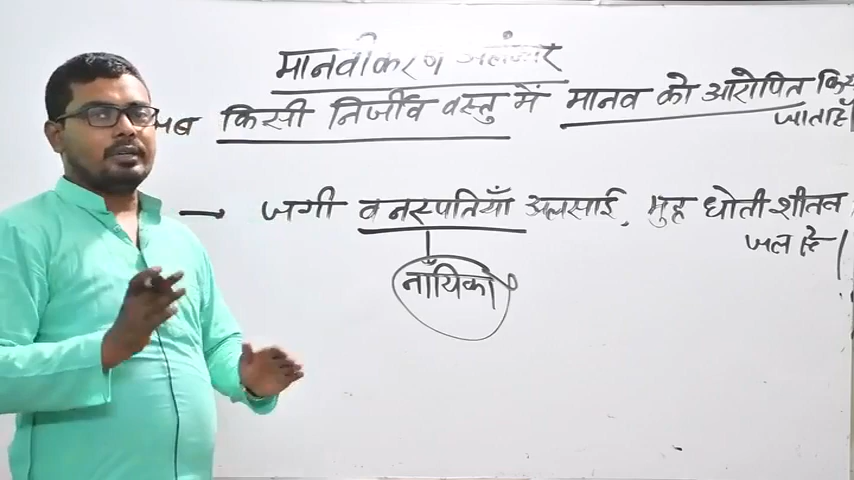 मानवीकरण अलंकार
जब किसी निर्जीव वस्तु में मानव को आरोपित किया
जाता है।
→ जगी वनस्पतियाँ अलसाई, मुह धोती शीतल
जल से।
नायिका